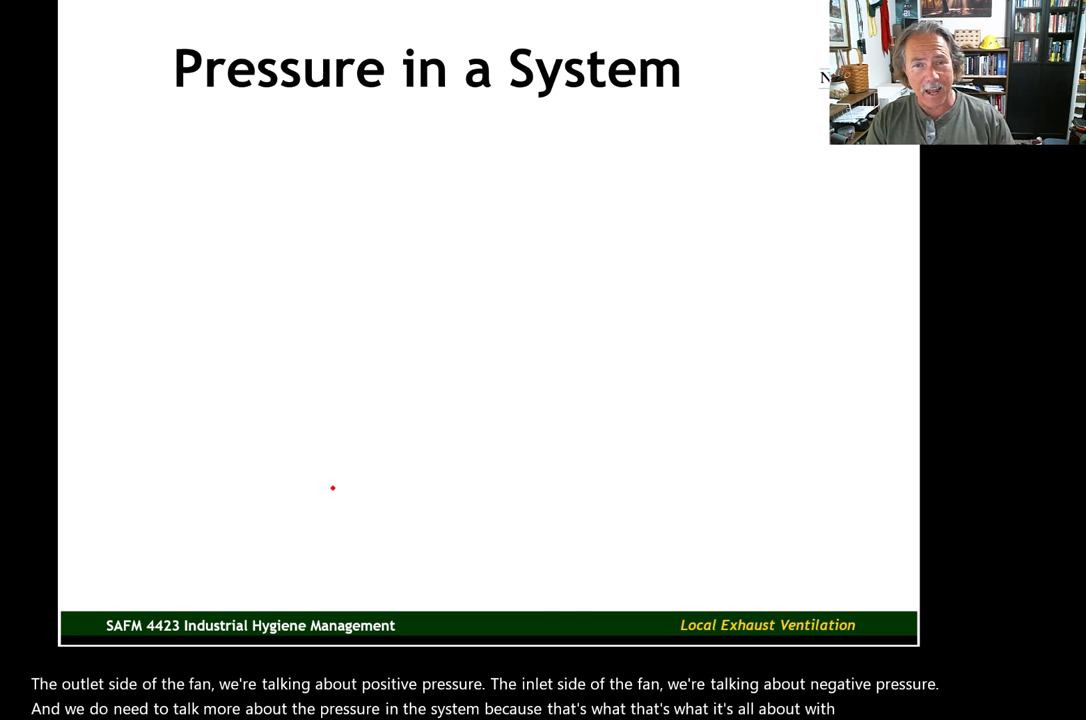 Pressure in a System
N
SAFM 4423 Industrial Hygiene Management
Local Exhaust Ventilation
The outlet side of the fan, we're talking about positive pressure. The inlet side of the fan, we're talking about negative pressure.
And we do need to talk more about the pressure in the system because that's what that's what it's all about with